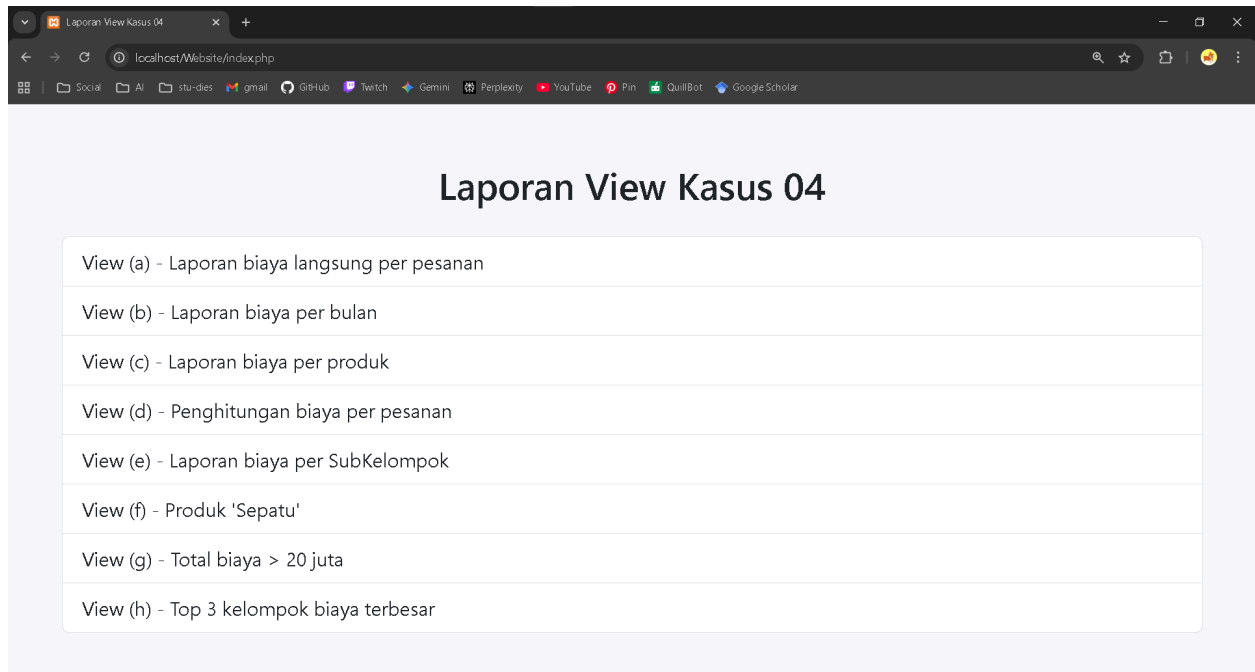 Laporan View Kasus 04
localhost/Website/index.php
Social AI stu-dies gmail GitHub Twitch Gemini Perplexity YouTube Pin QuillBot Google Scholar
Laporan View Kasus 04
View (a) - Laporan biaya langsung per pesanan
View (b) - Laporan biaya per bulan
View (c) - Laporan biaya per produk
View (d) - Penghitungan biaya per pesanan
View (e) - Laporan biaya per SubKelompok
View (f) - Produk 'Sepatu'
View (g) - Total biaya > 20 juta
View (h) - Top 3 kelompok biaya terbesar